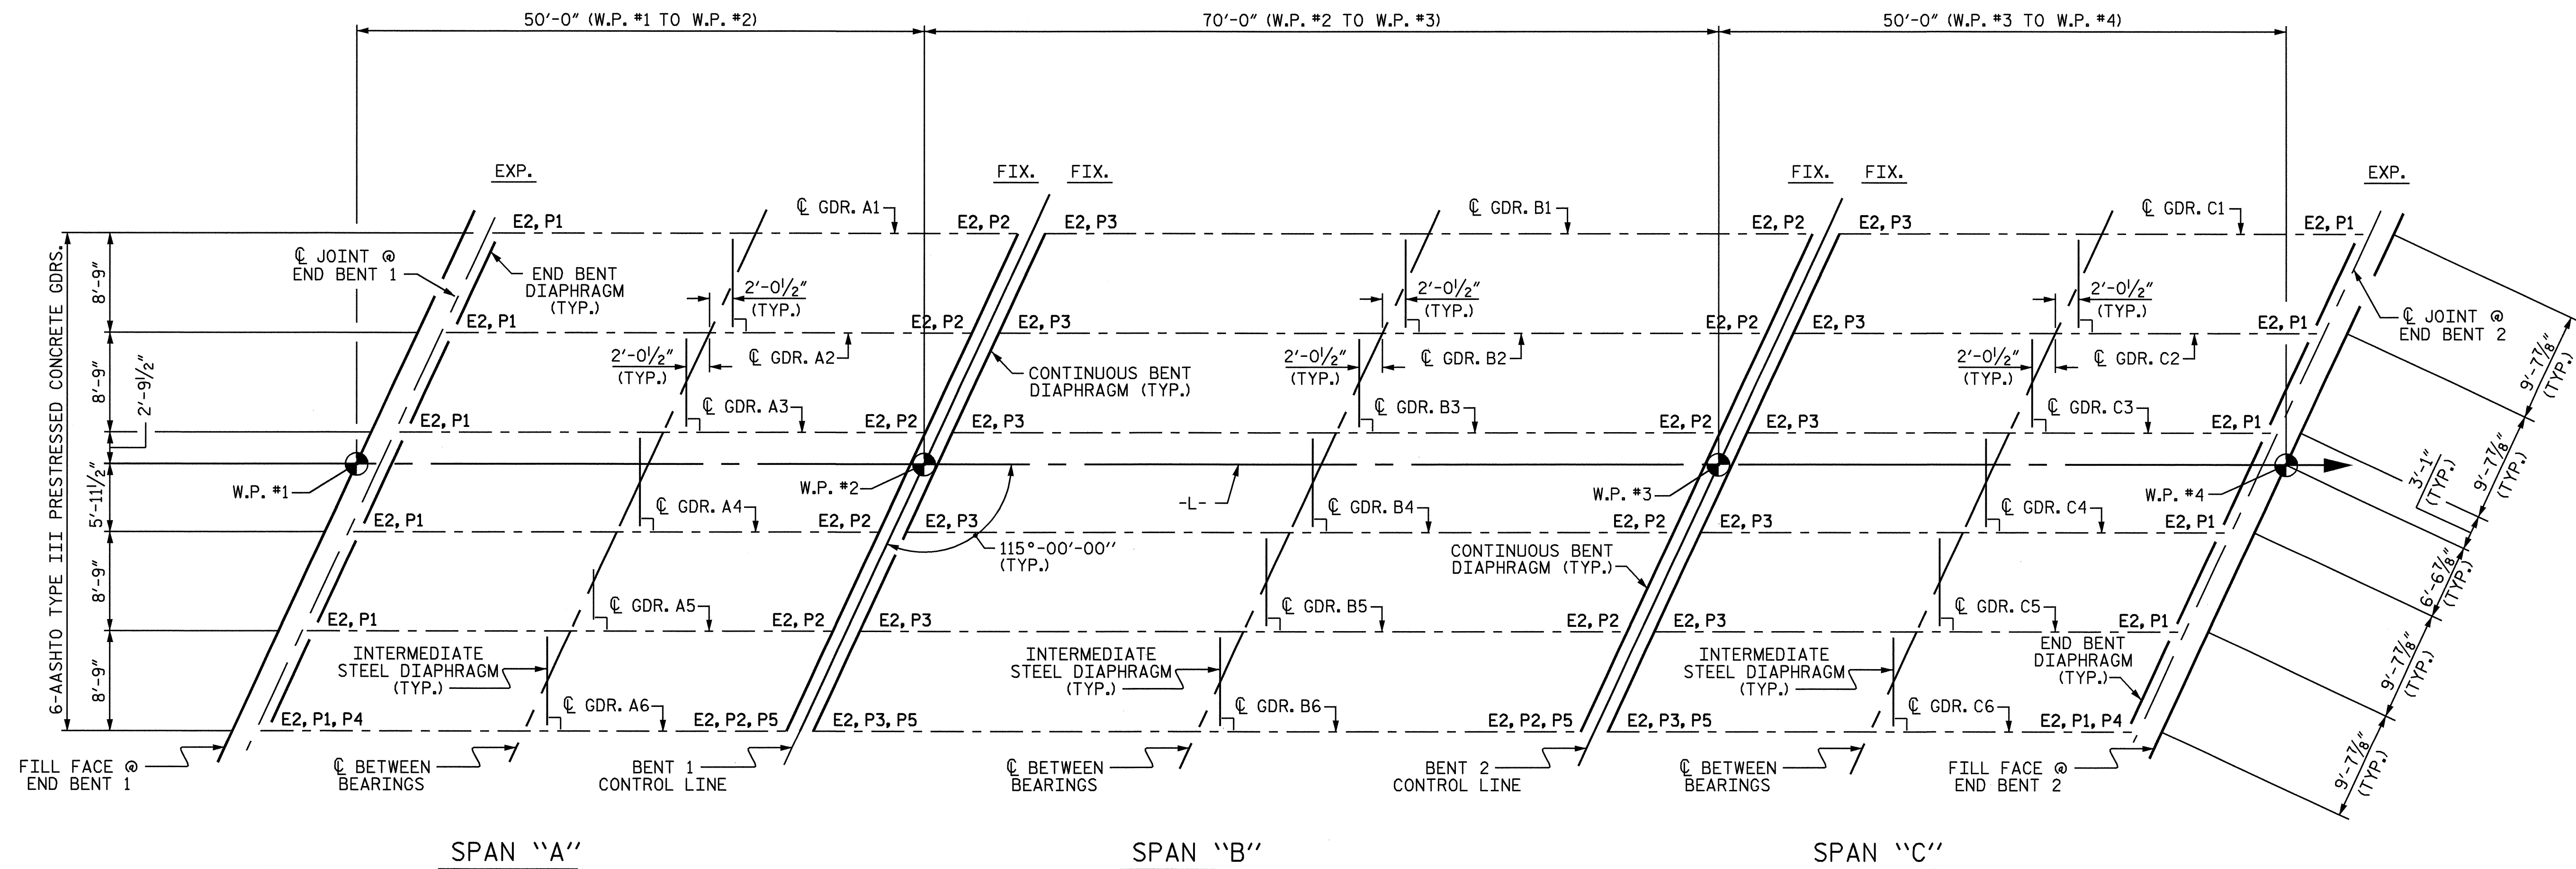 50'-0" (W.P. #1 TO W.P. #2)
70'-0" (W.P. #2 TO W.P. #3)
50'-0" (W.P. #3 TO W.P. #4)
EXP.
FIX.
FIX.
FIX.
FIX.
EXP.
℄ GDR. A1
℄ GDR. B1
℄ GDR. C1
E2, P1
E2, P2
E2, P3
E2, P2
E2, P3
E2, P1
℄ JOINT @
END BENT 1
END BENT
DIAPHRAGM
(TYP.)
2'-0½"
(TYP.)
2'-0½"
(TYP.)
2'-0½"
(TYP.)
℄ JOINT @
END BENT 2
6-AASHTO TYPE III PRESTRESSED CONCRETE GDRS.
8'-9"
8'-9"
2'-9½"
5'-11½"
8'-9"
8'-9"
E2, P1
E2, P2
E2, P3
E2, P2
E2, P3
E2, P1
2'-0½"
(TYP.)
℄ GDR. A2
2'-0½"
(TYP.)
℄ GDR. B2
2'-0½"
(TYP.)
℄ GDR. C2
CONTINUOUS BENT
DIAPHRAGM (TYP.)
℄ GDR. A3
℄ GDR. B3
℄ GDR. C3
E2, P1
E2, P2
E2, P3
E2, P2
E2, P3
E2, P1
W.P. #1
W.P. #2
-L-
W.P. #3
W.P. #4
℄ GDR. A4
℄ GDR. B4
℄ GDR. C4
E2, P1
E2, P2
E2, P3
E2, P2
E2, P3
E2, P1
115°-00'-00''
(TYP.)
CONTINUOUS BENT
DIAPHRAGM (TYP.)
℄ GDR. A5
℄ GDR. B5
℄ GDR. C5
E2, P1
E2, P2
E2, P3
E2, P2
E2, P3
E2, P1
INTERMEDIATE
STEEL DIAPHRAGM
(TYP.)
INTERMEDIATE
STEEL DIAPHRAGM
(TYP.)
INTERMEDIATE
STEEL DIAPHRAGM
(TYP.)
END BENT
DIAPHRAGM
(TYP.)
℄ GDR. A6
℄ GDR. B6
℄ GDR. C6
E2, P1, P4
E2, P2, P5
E2, P3, P5
E2, P2, P5
E2, P3, P5
E2, P1, P4
9'-7⅞"
(TYP.)
9'-7⅞"
(TYP.)
3'-1"
(TYP.)
6'-6⅞"
(TYP.)
9'-7⅞"
(TYP.)
9'-7⅞"
(TYP.)
FILL FACE @
END BENT 1
℄ BETWEEN
BEARINGS
BENT 1
CONTROL LINE
℄ BETWEEN
BEARINGS
BENT 2
CONTROL LINE
℄ BETWEEN
BEARINGS
FILL FACE @
END BENT 2
SPAN "A"
SPAN "B"
SPAN "C"